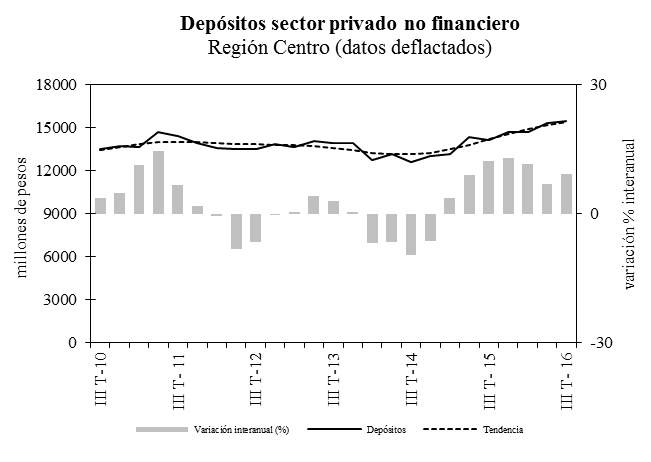 Depósitos sector privado no financiero
Región Centro (datos deflactados)
18000
15000
12000
9000
6000
3000
0
millones de pesos
30
0
-30
variación % interanual
III T-10
III T-11
III T-12
III T-13
III T-14
III T- 15
III T- 16
Variación interanual (%)
Depósitos
Tendencia